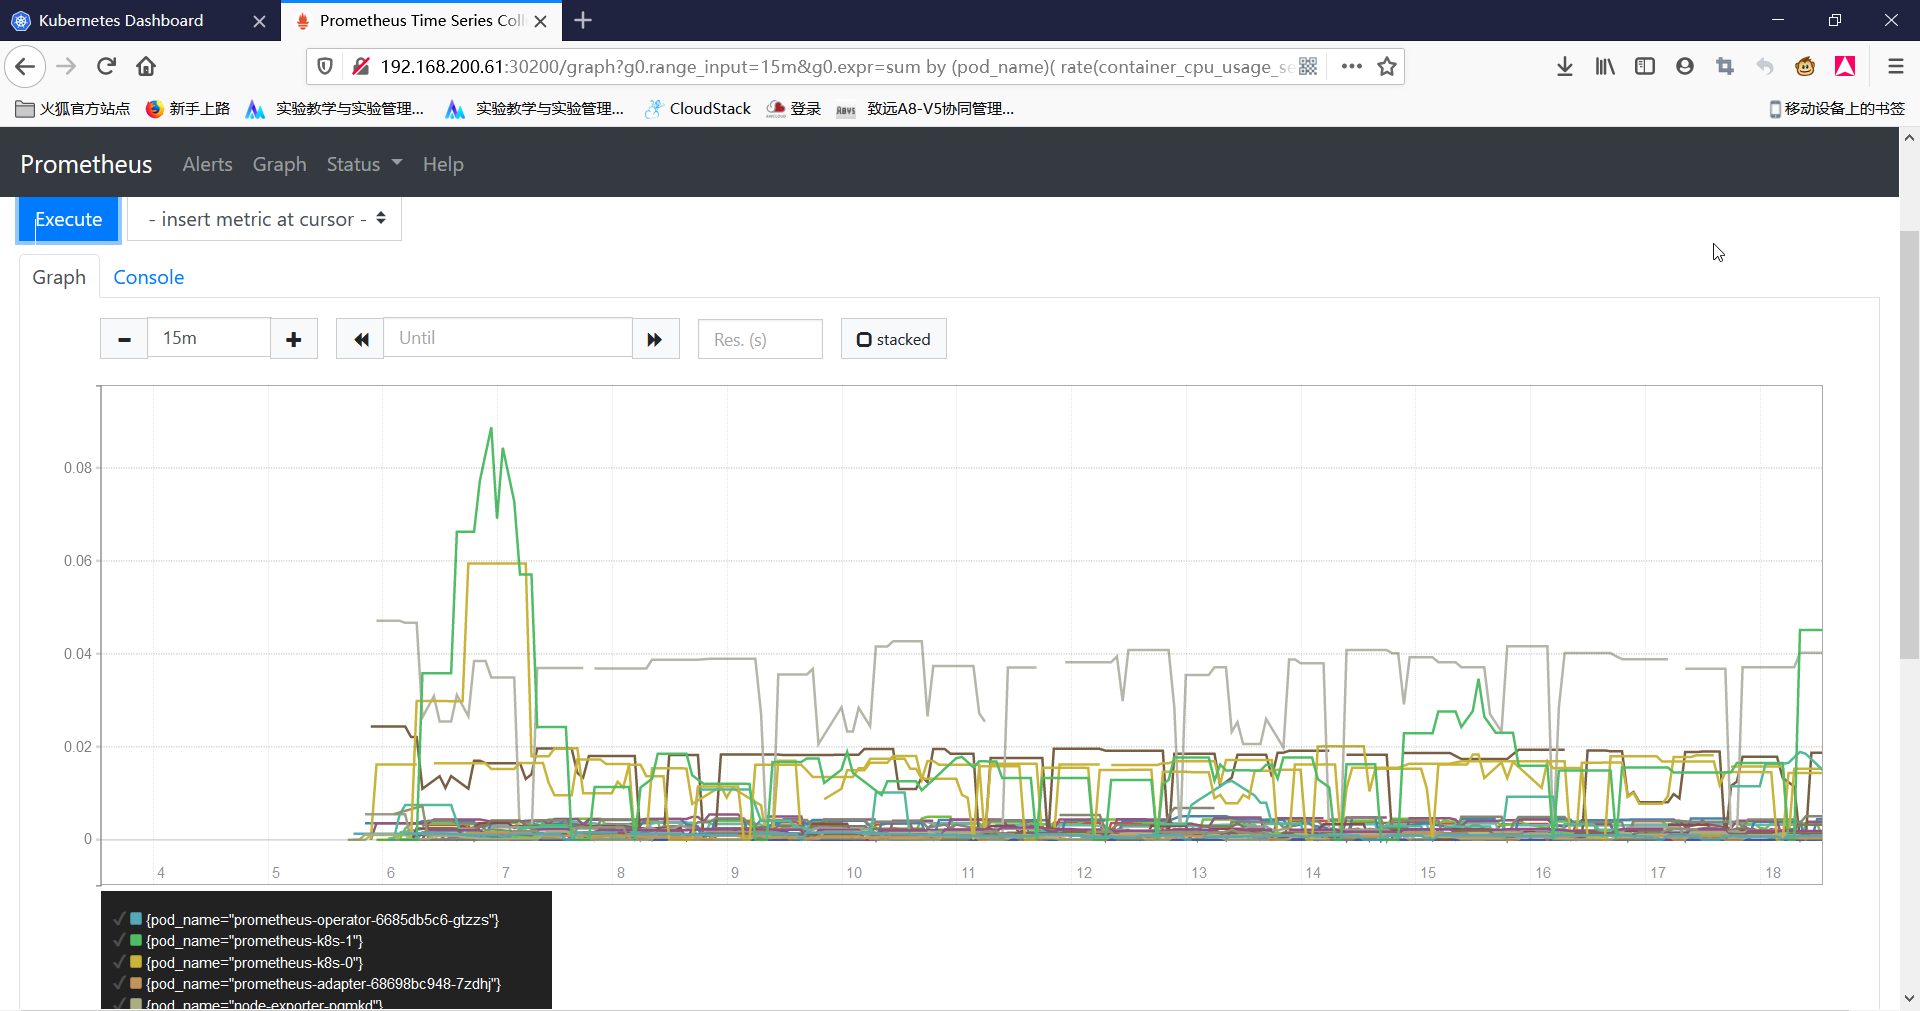 Kubernetes Dashboard
Prometheus Time Series Coll
192.168.200.61:30200/graph?g0.range_input=15m&g0.expr=sum by (pod_name)( rate(container_cpu_usage_se
火狐官方站点 新手上路 实验教学与实验管理... 实验教学与实验管理... CloudStack 登录 致远A8-V5协同管理... 移动设备上的书签
Prometheus Alerts Graph Status Help
Execute - insert metric at cursor -
Graph Console
15m Until Res. (s) stacked
0.08
0.06
0.04
0.02
0
4 5 6 7 8 9 10 11 12 13 14 15 16 17 18
{pod_name="prometheus-operator-6685db5c6-gtzzs"}
{pod_name="prometheus-k8s-1"}
{pod_name="prometheus-k8s-0"}
{pod_name="prometheus-adapter-68698bc948-7zdhj"}
{pod_name="node-exporter-pqmkd"}